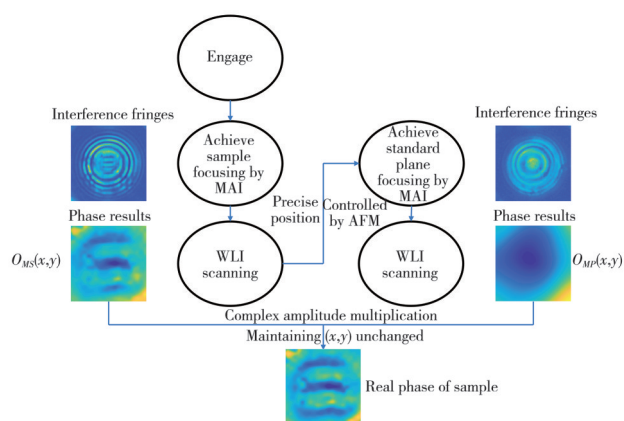 Engage
Interference fringes
Interference fringes
Achieve
sample
focusing by
MAI
Achieve
standard
plane
focusing by
MAI
Precise
position
Controlled
by AFM
Phase results
Phase results
O_MS(x,y)
WLI
scanning
WLI
scanning
O_MP(x,y)
Complex amplitude multiplication
Maintaining (x,y) unchanged
Real phase of sample